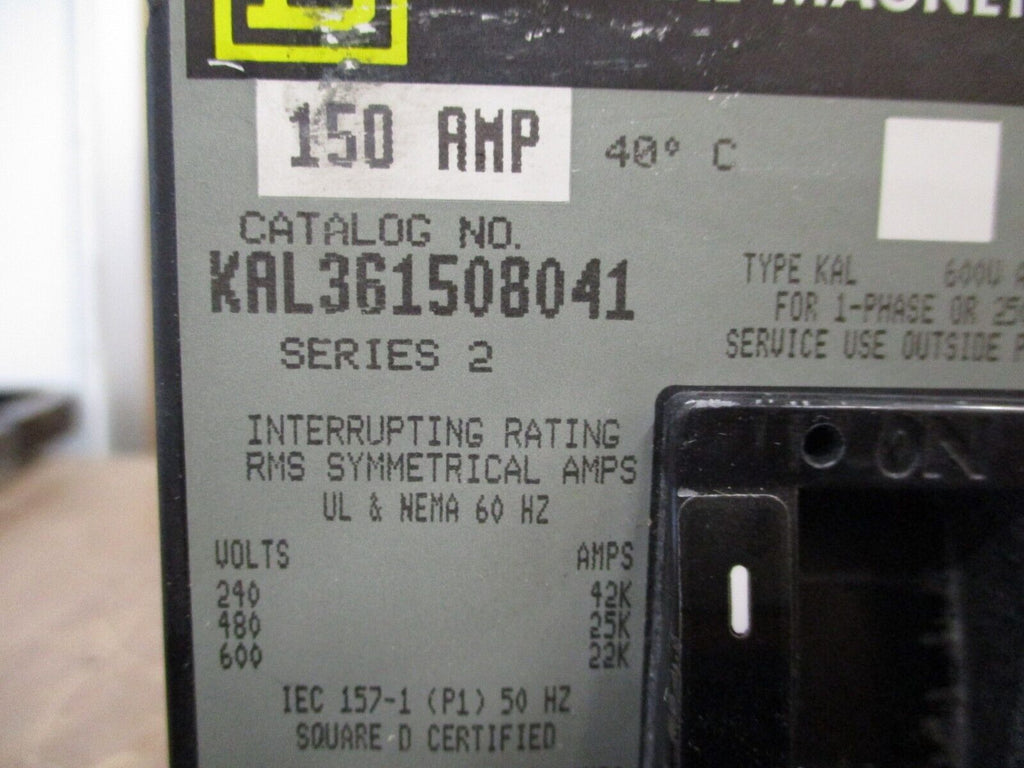 150 AMP 40° C
CATALOG NO.
KAL361508041
SERIES 2
TYPE KAL 600V
FOR 1-PHASE OR
SERVICE USE OUTSIDE
INTERRUPTING RATING
RMS SYMMETRICAL AMPS
UL & NEMA 60 HZ
VOLTS AMPS
240 42K
480 25K
600 22K
IEC 157-1 (P1) 50 HZ
SQUARE D CERTIFIED
ON